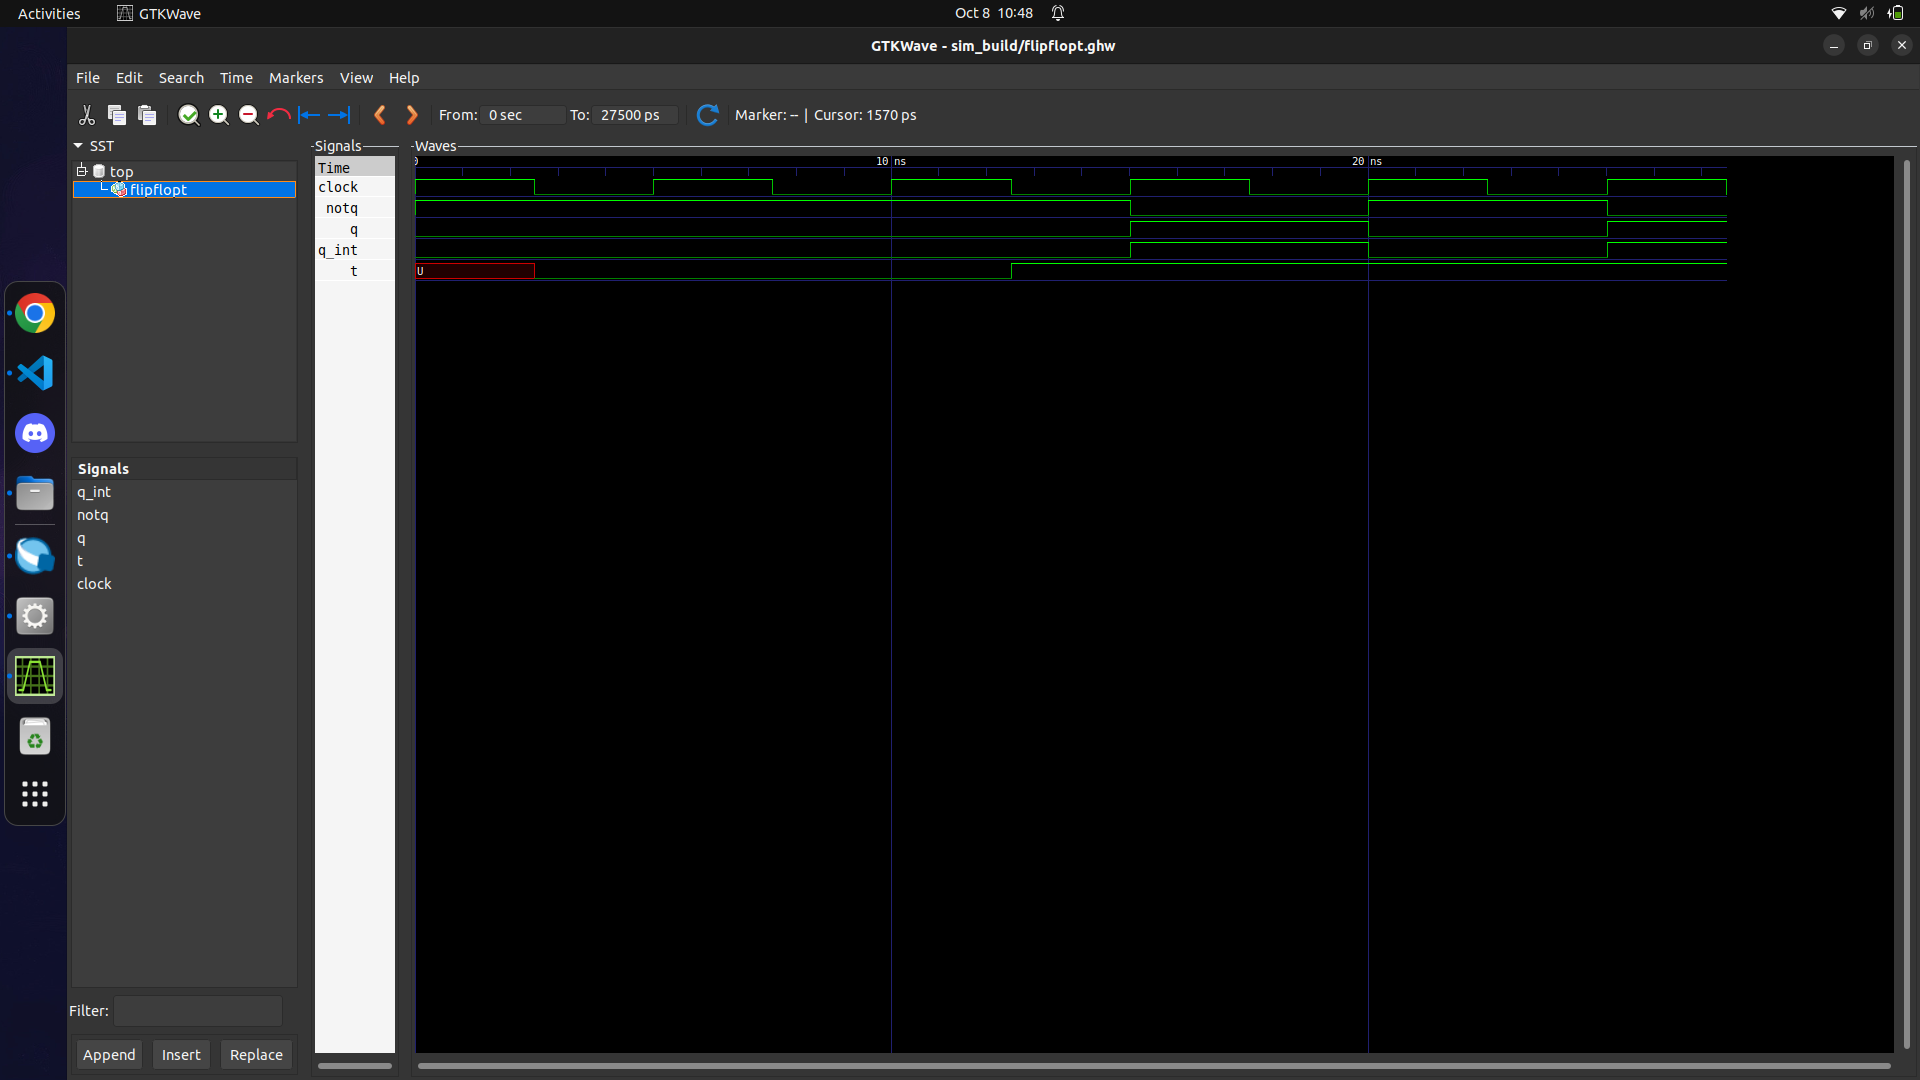 Activities GTKWave Oct 8 10:48
GTKWave - sim_build/flipflopt.ghw
File Edit Search Time Markers View Help
From: 0 sec To: 27500 ps Marker: -- | Cursor: 1570 ps
SST
top
flipflopt
Signals
q_int
notq
q
t
clock
Filter:
Append Insert Replace
Signals
Time
clock
notq
q
q_int
t
Waves
0 10 ns 20 ns
U